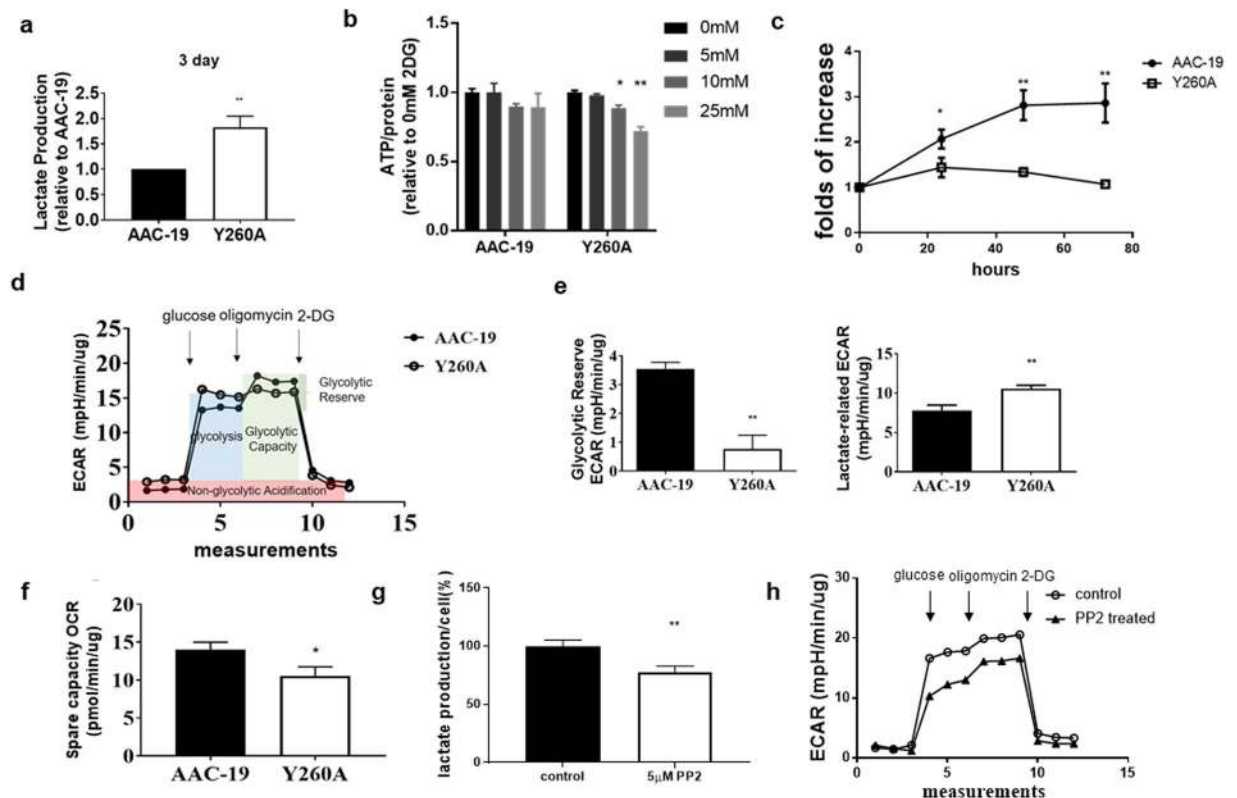 a
3 day
Lactate Production
(relative to AAC-19)
2.5
2.0
1.5
1.0
0.5
0.0
**
AAC-19 Y260A
b
ATP/protein
(relative to 0mM 2DG)
1.5
1.0
0.5
0.0
* **
AAC-19 Y260A
0mM
5mM
10mM
25mM
c
folds of increase
4
3
2
1
0
* ** **
0 20 40 60 80
hours
AAC-19
Y260A
d
glucose oligomycin 2-DG
ECAR (mpH/min/ug)
25
20
15
10
5
0
glycolysis
Glycolytic
Capacity
Glycolytic
Reserve
Non-glycolytic Acidification
0 5 10 15
measurements
AAC-19
Y260A
e
Glycolytic Reserve
ECAR (mpH/min/ug)
4
3
2
1
0
**
AAC-19 Y260A
Lactate-related ECAR
(mpH/min/ug)
15
10
5
0
**
AAC-19 Y260A
f
Spare capacity OCR
(pmol/min/ug)
20
15
10
5
0
*
AAC-19 Y260A
g
lactate production/cell(%)
150
100
50
0
**
control 5μM PP2
h
glucose oligomycin 2-DG
ECAR (mpH/min/ug)
30
20
10
0
0 5 10 15
measurements
control
PP2 treated